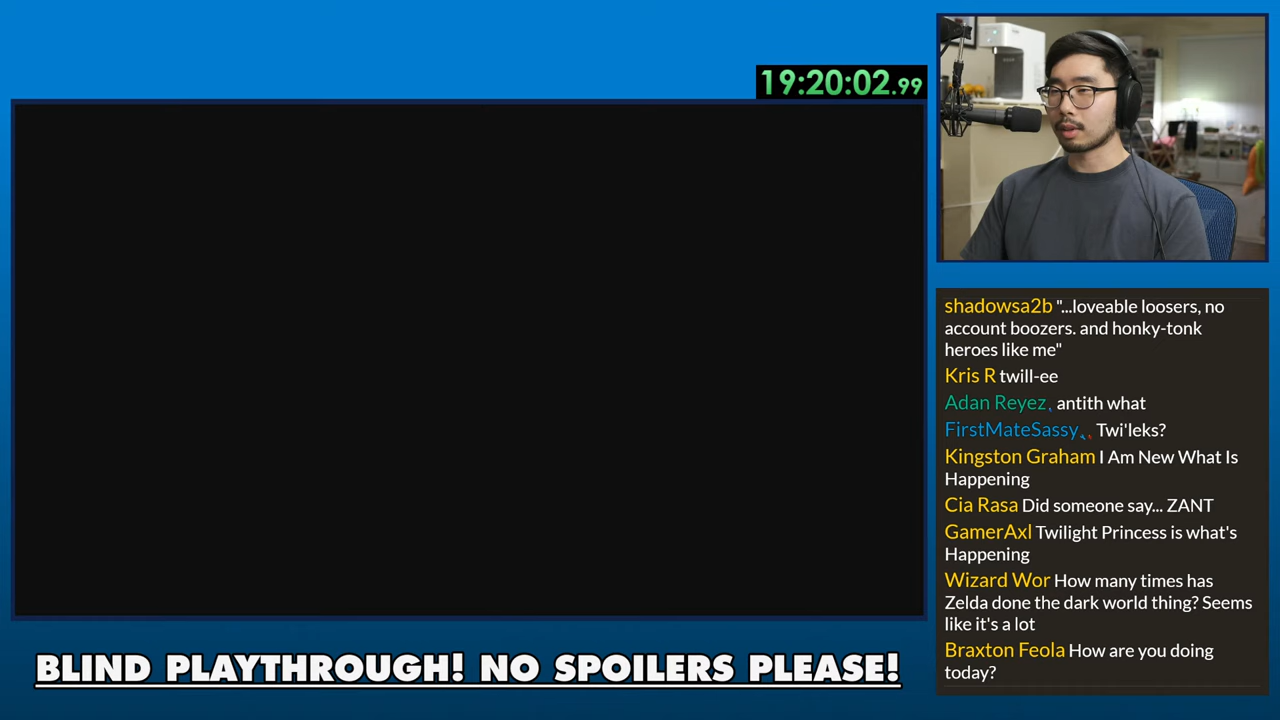 19:20:02.99
shadowsa2b "...loveable loosers, no
account boozers. and honky-tonk
heroes like me"
Kris R twill-ee
Adan Reyez antith what
FirstMateSassy Twi'leks?
Kingston Graham I Am New What Is
Happening
Cia Rasa Did someone say... ZANT
GamerAxl Twilight Princess is what's
Happening
Wizard Wor How many times has
Zelda done the dark world thing? Seems
like it's a lot
Braxton Feola How are you doing
today?
BLIND PLAYTHROUGH! NO SPOILERS PLEASE!